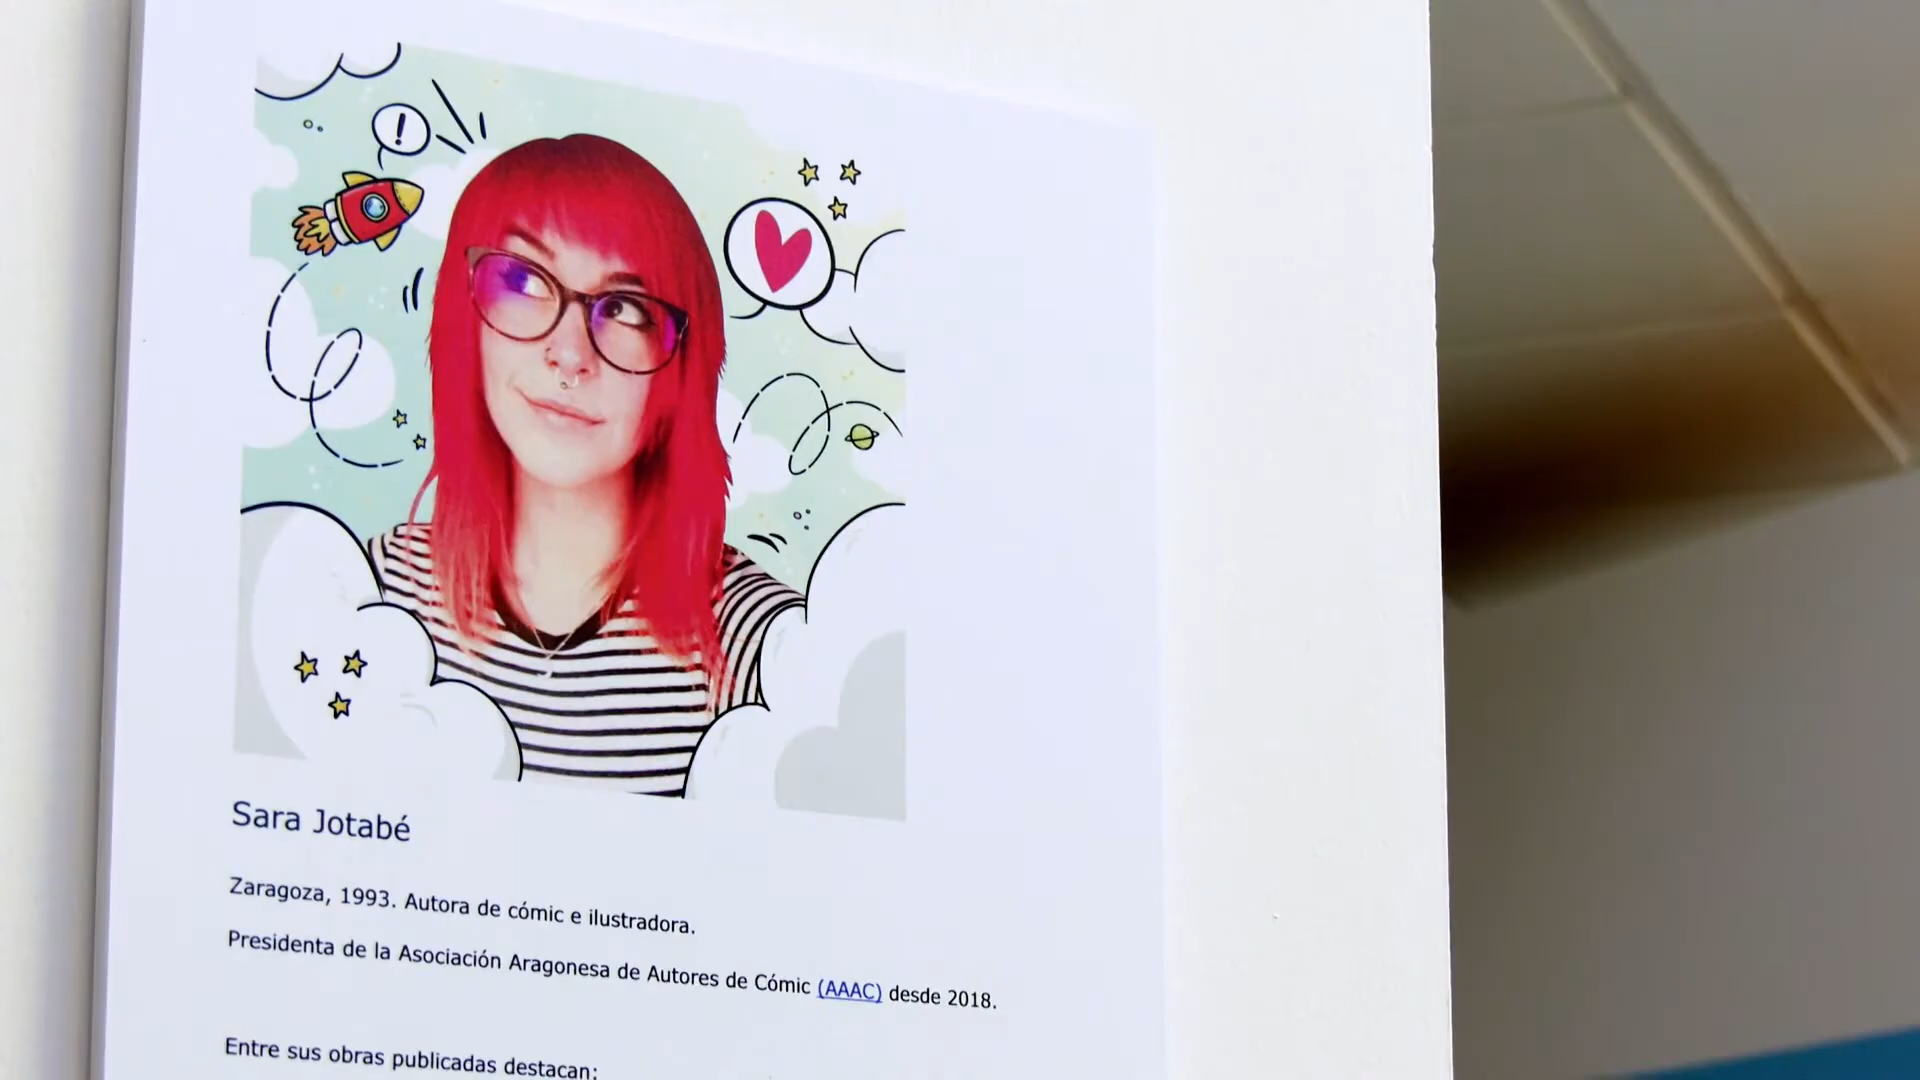 !
Sara Jotabé
Zaragoza, 1993. Autora de cómic e ilustradora.
Presidenta de la Asociación Aragonesa de Autores de Cómic (AAAC) desde 2018.
Entre sus obras publicadas destacan: